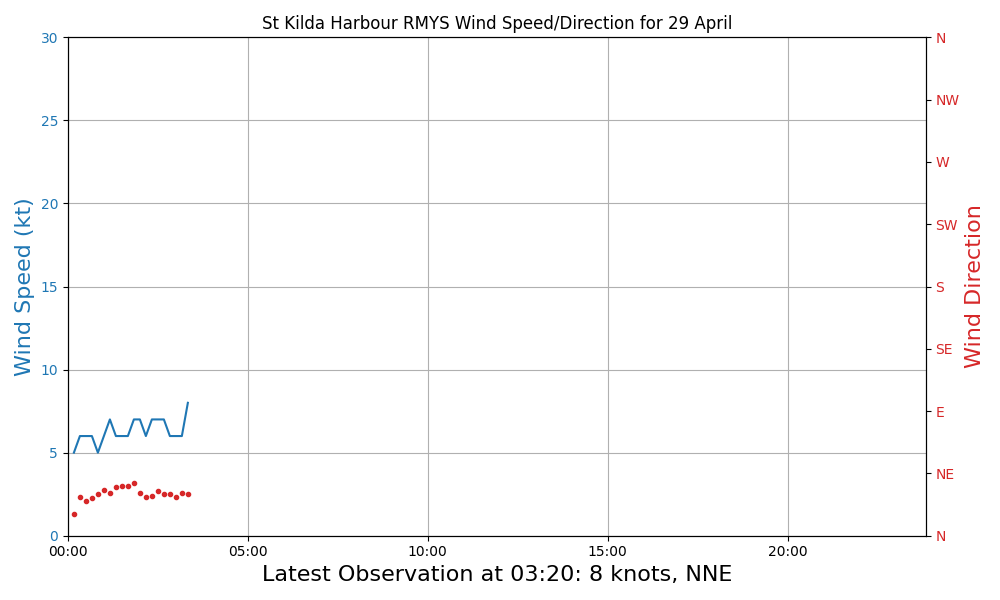 St Kilda Harbour RMYS Wind Speed/Direction for 29 April
30
25
20
15
10
5
0
Wind Speed (kt)
N
NW
W
SW
S
SE
E
NE
N
Wind Direction
00:00
05:00
10:00
15:00
20:00
Latest Observation at 03:20: 8 knots, NNE